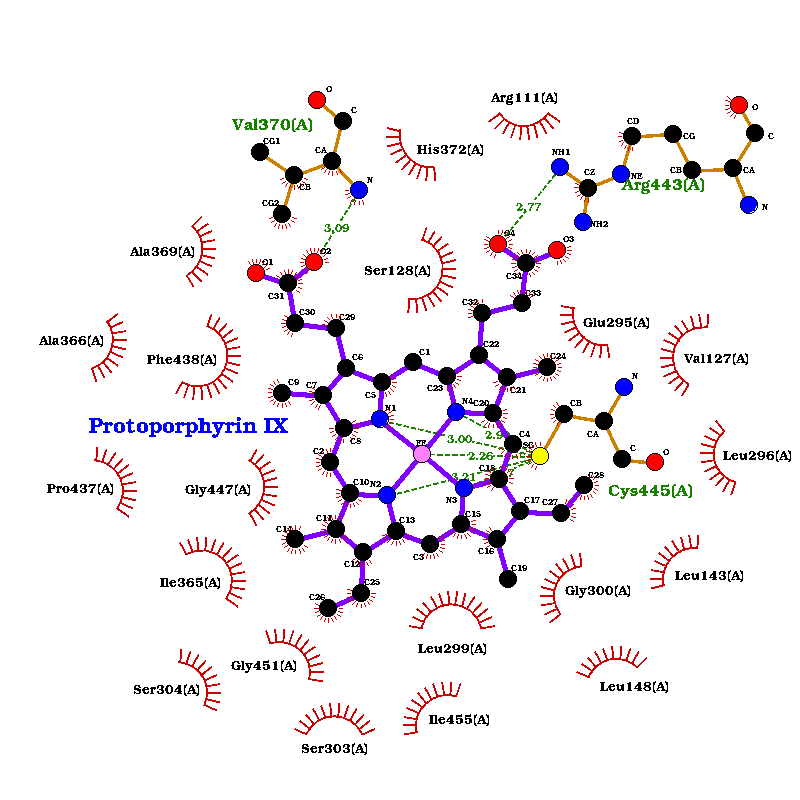 O
O
C
Arg111(A)
Val370(A)
CG1
CA
N
CB
CG2
His372(A)
CD
CG
C
NH1
CZ
NE
CB
CA
Arg443(A)
N
NH2
2.77
3.09
O4
O3
O1
O2
Ala369(A)
Ser128(A)
C31
C34
C30
C29
C32
C33
Glu295(A)
Ala366(A)
Phe438(A)
Val127(A)
C1
C22
C24
C6
C9
C7
C5
C23
C21
N
N4
C20
CB
N1
CA
Protoporphyrin IX
C8
3.00
2.9
C4
SG
C
O
FE
2.26
Leu296(A)
C2
3.21
C18
C28
Pro437(A)
Gly447(A)
N2
C10
N3
Cys445(A)
C17
C27
C14
C11
C13
C15
C12
C3
C16
Ile365(A)
C19
Leu143(A)
C25
C26
Gly300(A)
Leu299(A)
Gly451(A)
Ser304(A)
Leu148(A)
Ile455(A)
Ser303(A)